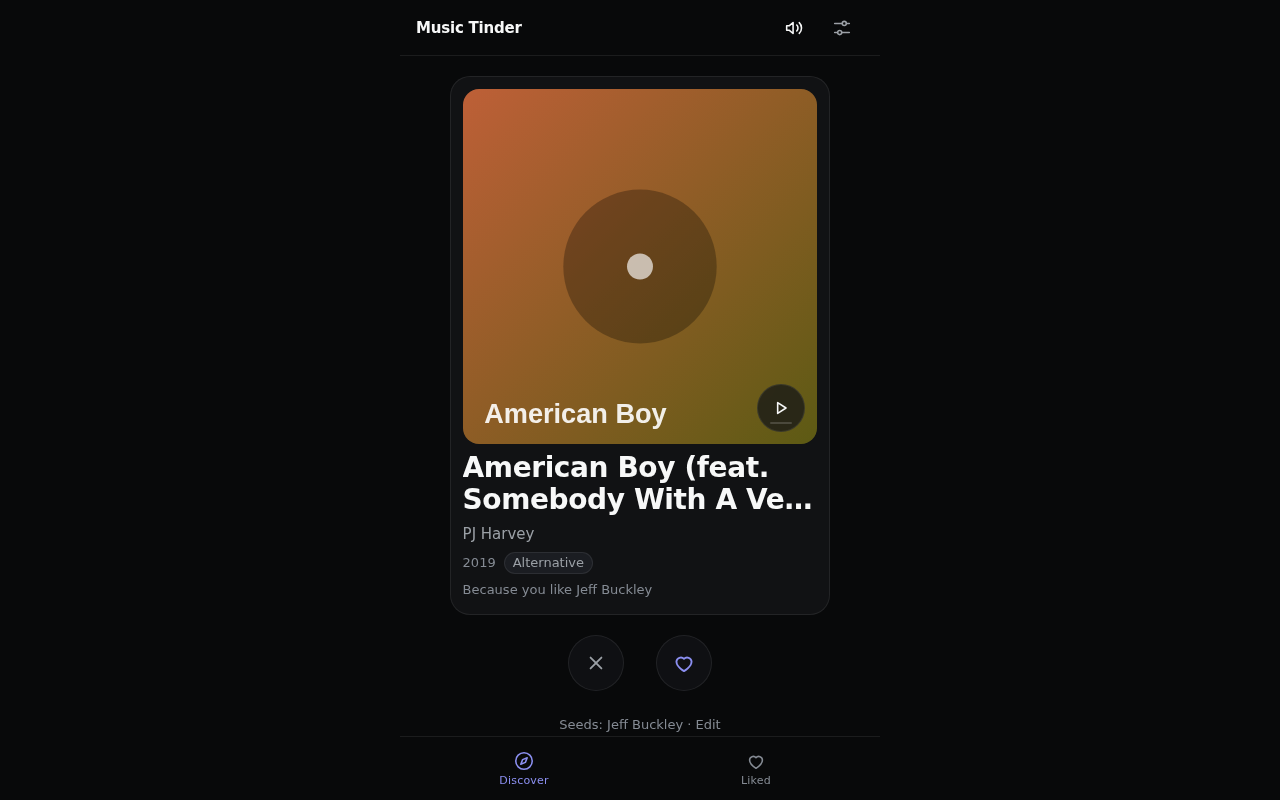 Music Tinder
American Boy
American Boy (feat.
Somebody With A Ve…
PJ Harvey
2019 Alternative
Because you like Jeff Buckley
Seeds: Jeff Buckley · Edit
Discover
Liked